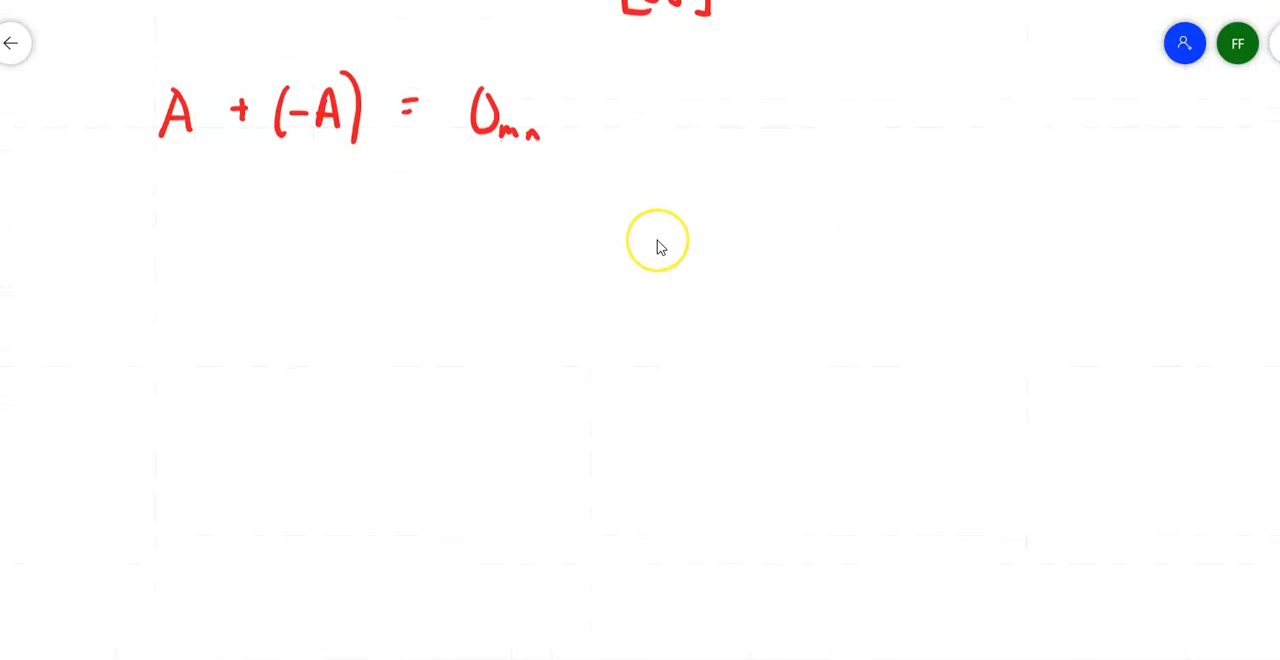 FF
A + (-A) = 0mn